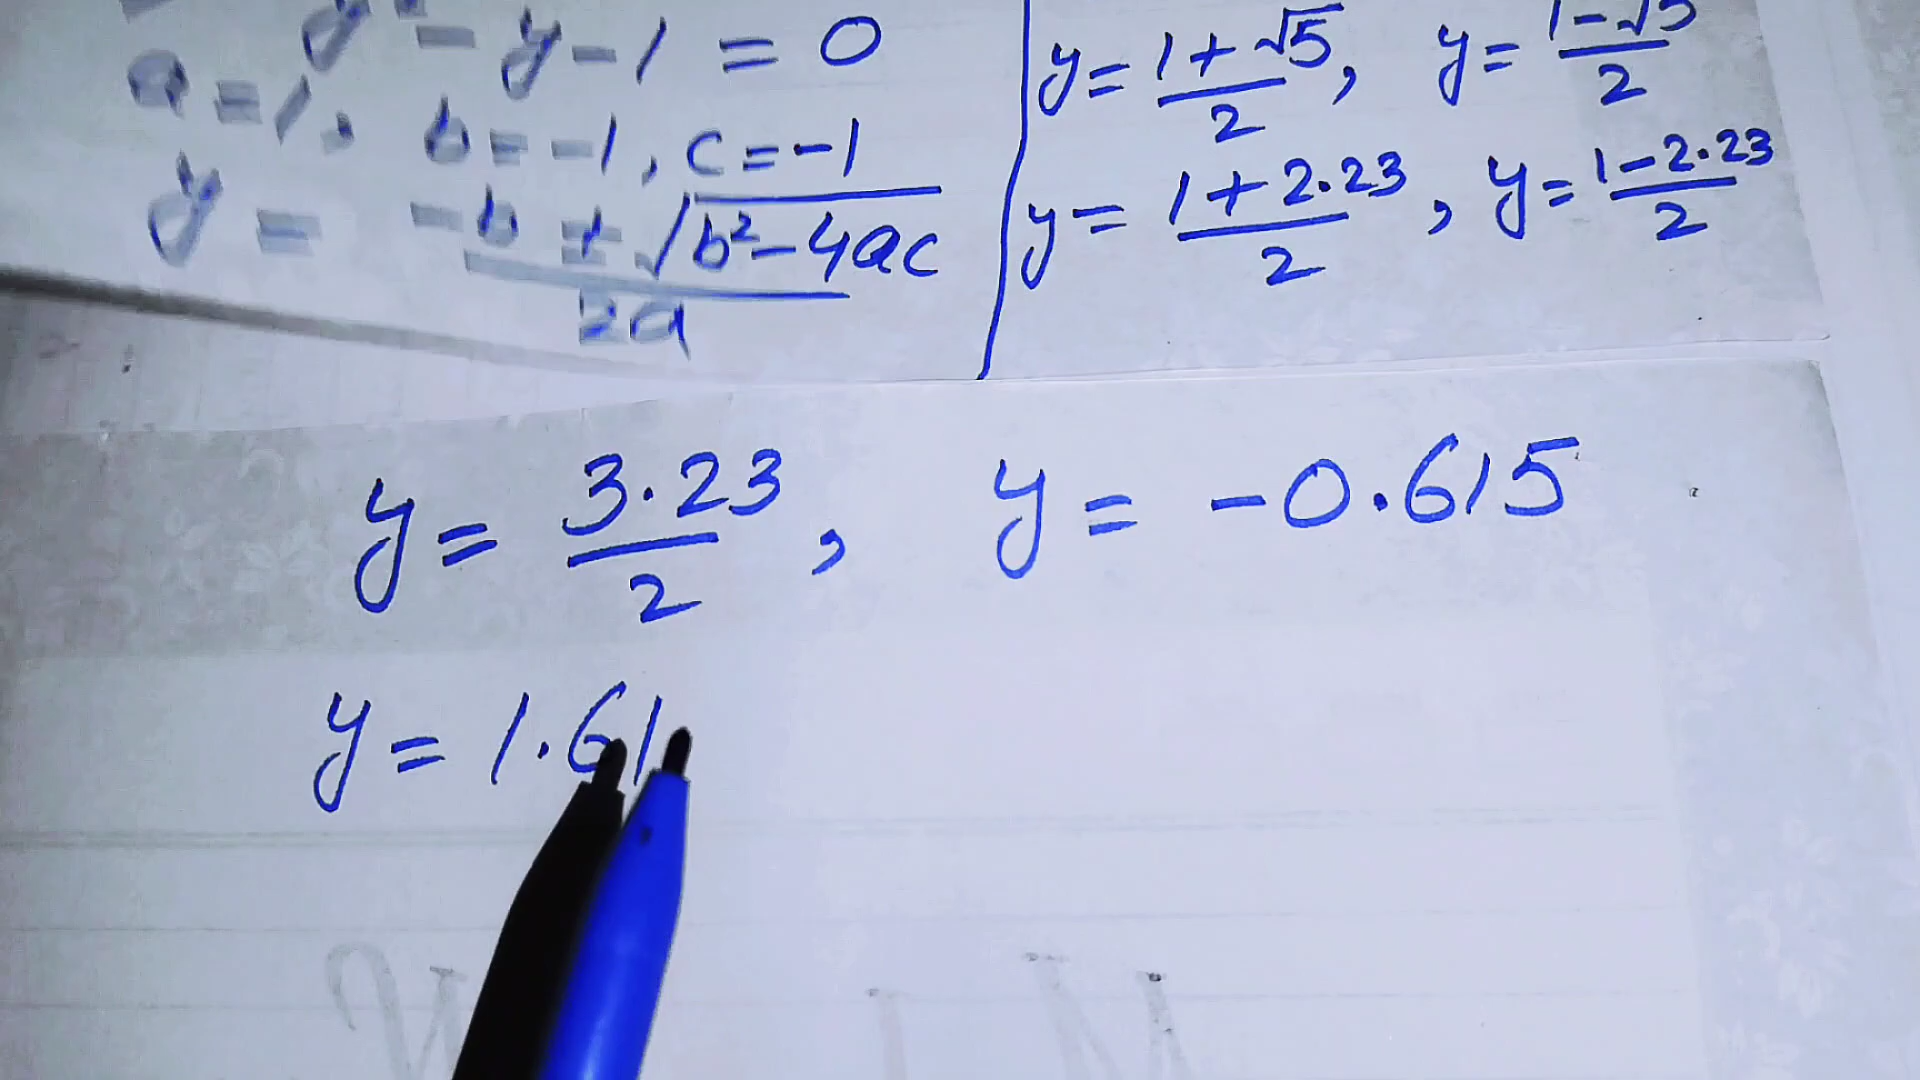 y² - y - 1 = 0
a = 1, b = -1, c = -1
y = -b ± √b² - 4ac / 2a
y = 1 + √5 / 2, y = 1 - √5 / 2
y = 1 + 2.23 / 2, y = 1 - 2.23 / 2
y = 3.23 / 2, y = -0.615
y = 1.61